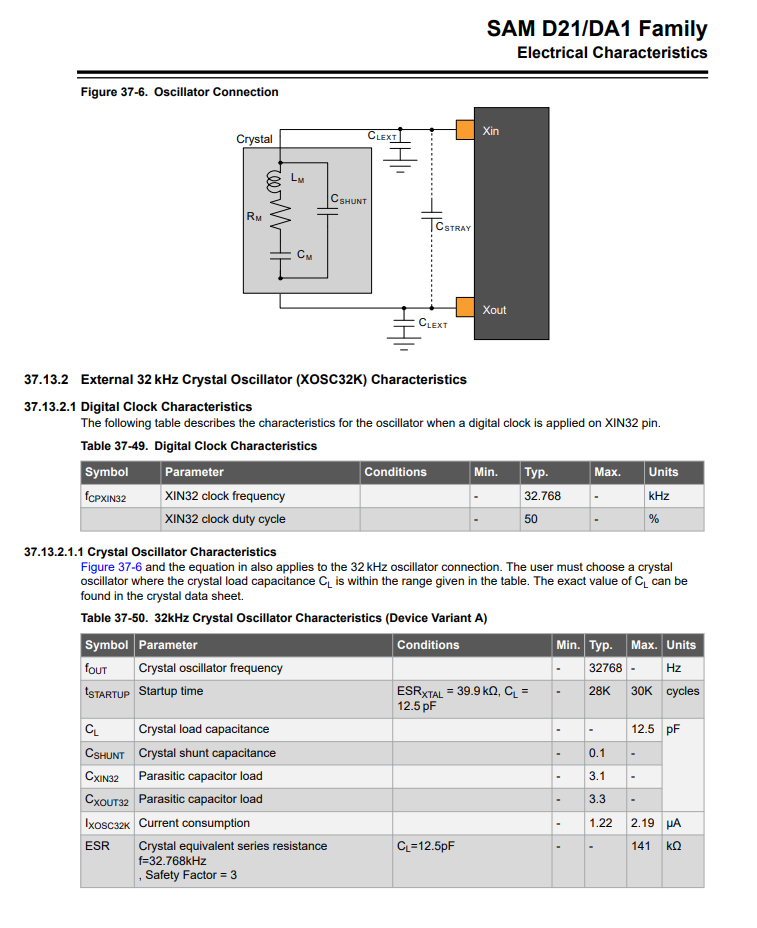 SAM D21/DA1 Family
Electrical Characteristics
Figure 37-6. Oscillator Connection
Crystal
CLEXT
Xin
LM
CSHUNT
RM
CSTRAY
CM
Xout
CLEXT
37.13.2 External 32 kHz Crystal Oscillator (XOSC32K) Characteristics
37.13.2.1 Digital Clock Characteristics
The following table describes the characteristics for the oscillator when a digital clock is applied on XIN32 pin.
Table 37-49. Digital Clock Characteristics
Symbol Parameter Conditions Min. Typ. Max. Units
fCPXIN32 XIN32 clock frequency - 32.768 - kHz
XIN32 clock duty cycle - 50 - %
37.13.2.1.1 Crystal Oscillator Characteristics
Figure 37-6 and the equation in also applies to the 32 kHz oscillator connection. The user must choose a crystal
oscillator where the crystal load capacitance CL is within the range given in the table. The exact value of CL can be
found in the crystal data sheet.
Table 37-50. 32kHz Crystal Oscillator Characteristics (Device Variant A)
Symbol Parameter Conditions Min. Typ. Max. Units
fOUT Crystal oscillator frequency - 32768 - Hz
tSTARTUP Startup time ESRXTAL = 39.9 kΩ, CL = - 28K 30K cycles
12.5 pF
CL Crystal load capacitance - - 12.5 pF
CSHUNT Crystal shunt capacitance - 0.1 -
CXIN32 Parasitic capacitor load - 3.1 -
CXOUT32 Parasitic capacitor load - 3.3 -
IXOSC32K Current consumption - 1.22 2.19 µA
ESR Crystal equivalent series resistance CL=12.5pF - - 141 kΩ
f=32.768kHz
, Safety Factor = 3